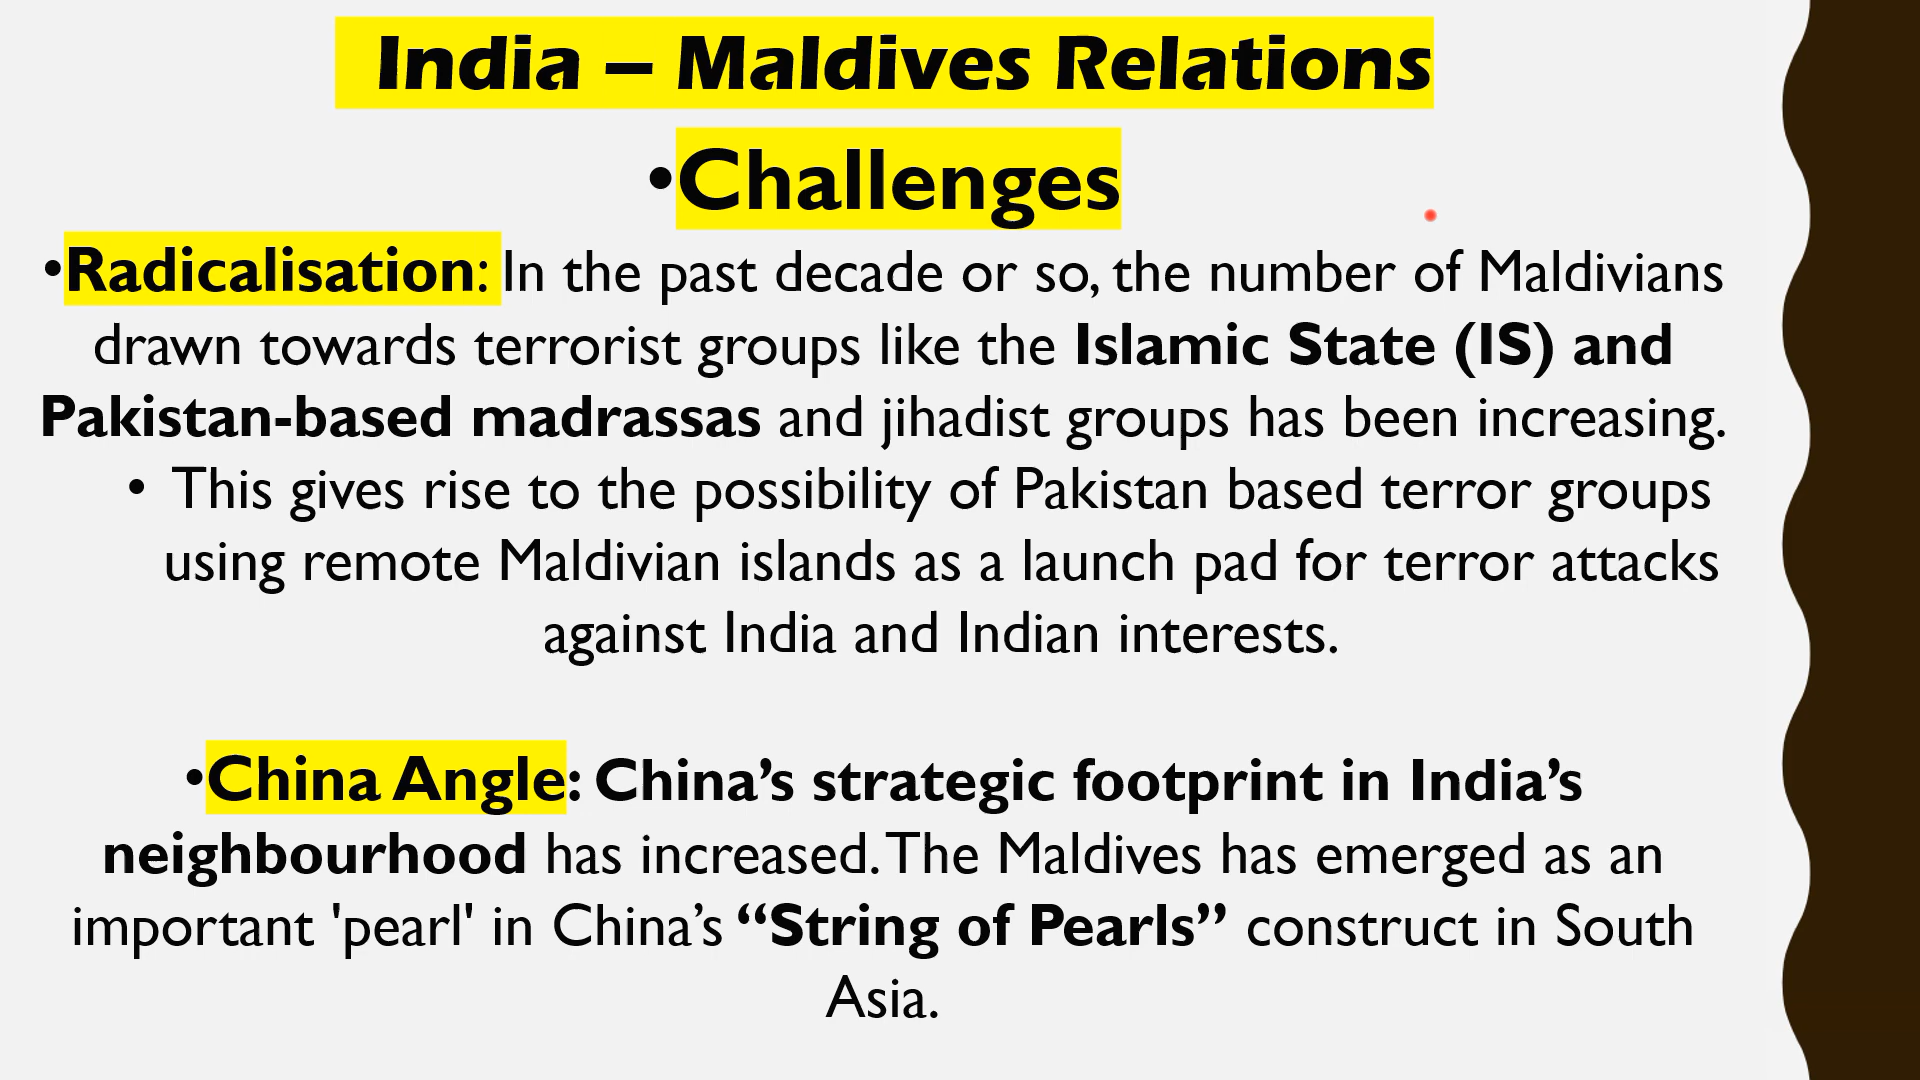 India – Maldives Relations
•Challenges
•Radicalisation: In the past decade or so, the number of Maldivians
drawn towards terrorist groups like the Islamic State (IS) and
Pakistan-based madrassas and jihadist groups has been increasing.
• This gives rise to the possibility of Pakistan based terror groups
using remote Maldivian islands as a launch pad for terror attacks
against India and Indian interests.
•China Angle: China’s strategic footprint in India’s
neighbourhood has increased. The Maldives has emerged as an
important 'pearl' in China’s “String of Pearls” construct in South
Asia.